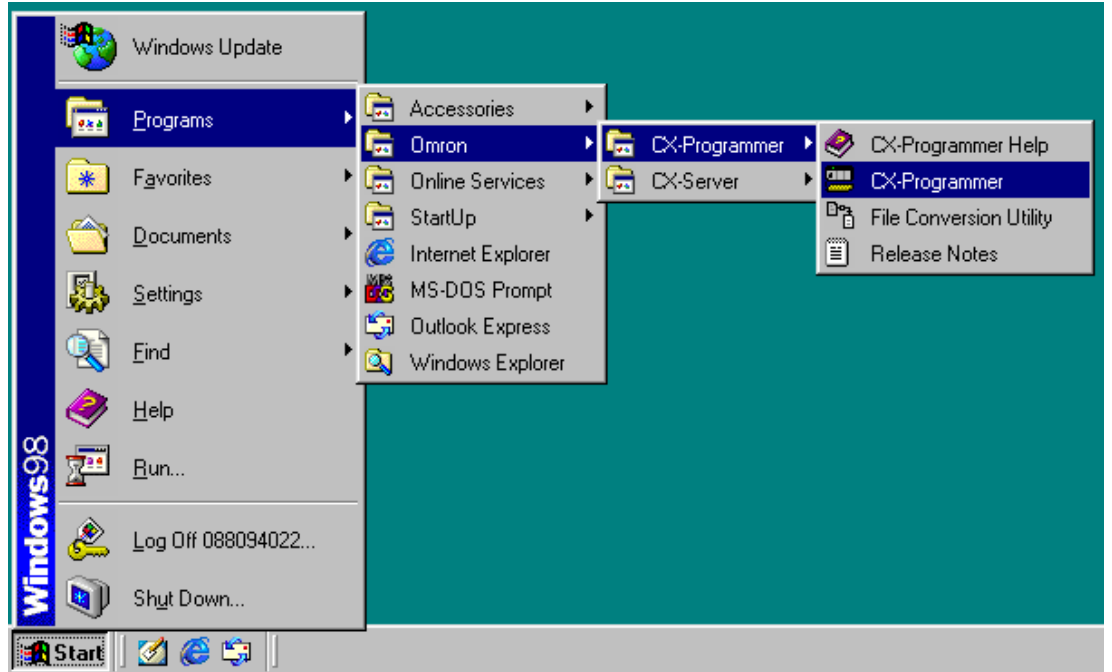 Windows Update
Programs
Favorites
Documents
Settings
Find
Help
Run...
Log Off 088094022...
Shut Down...
Windows98
Accessories
Omron
Online Services
StartUp
Internet Explorer
MS-DOS Prompt
Outlook Express
Windows Explorer
CX-Programmer
CX-Server
CX-Programmer Help
CX-Programmer
File Conversion Utility
Release Notes
Start